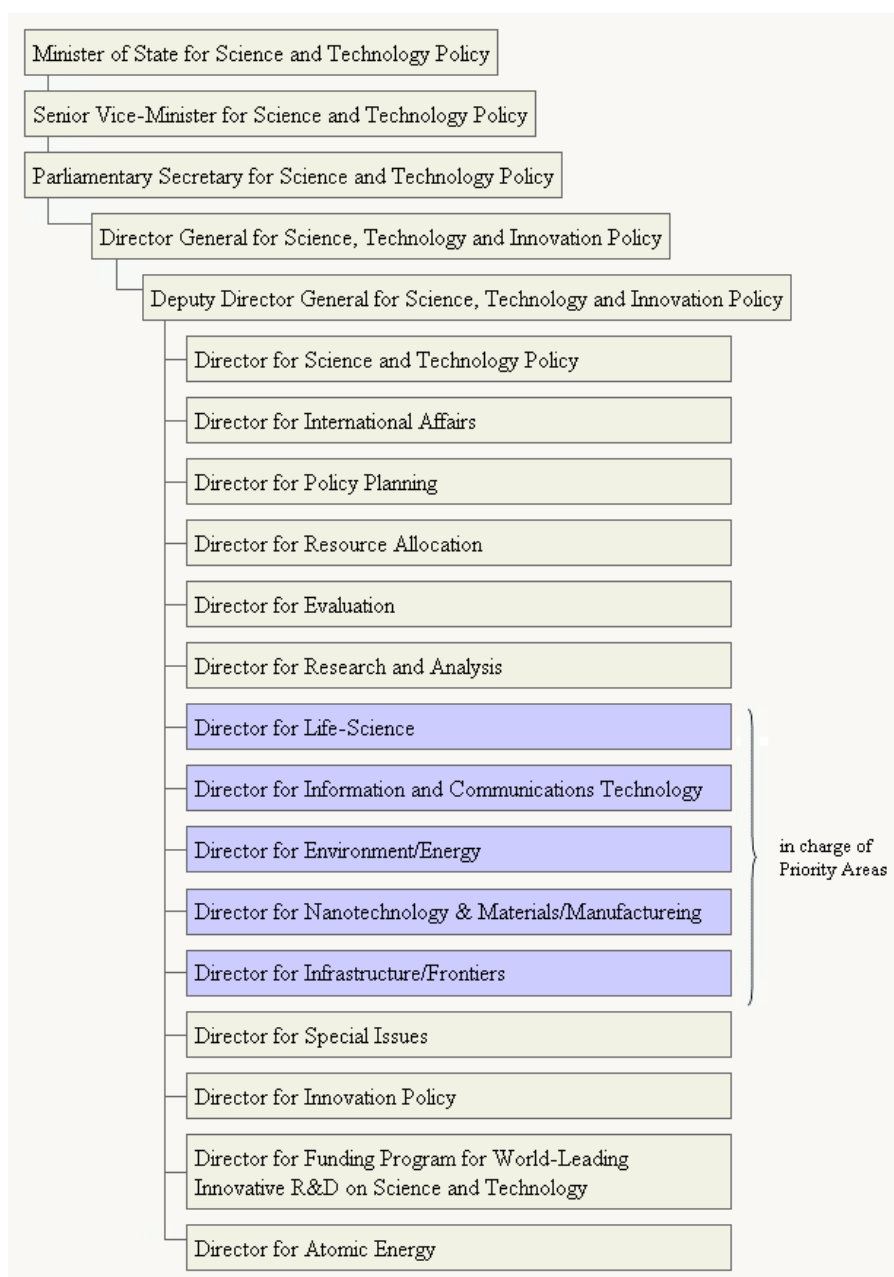 Minister of State for Science and Technology Policy
Senior Vice-Minister for Science and Technology Policy
Parliamentary Secretary for Science and Technology Policy
Director General for Science, Technology and Innovation Policy
Deputy Director General for Science, Technology and Innovation Policy
Director for Science and Technology Policy
Director for International Affairs
Director for Policy Planning
Director for Resource Allocation
Director for Evaluation
Director for Research and Analysis
Director for Life-Science
Director for Information and Communications Technology
Director for Environment/Energy
Director for Nanotechnology & Materials/Manufactureing
Director for Infrastructure/Frontiers
in charge of
Priority Areas
Director for Special Issues
Director for Innovation Policy
Director for Funding Program for World-Leading
Innovative R&D on Science and Technology
Director for Atomic Energy